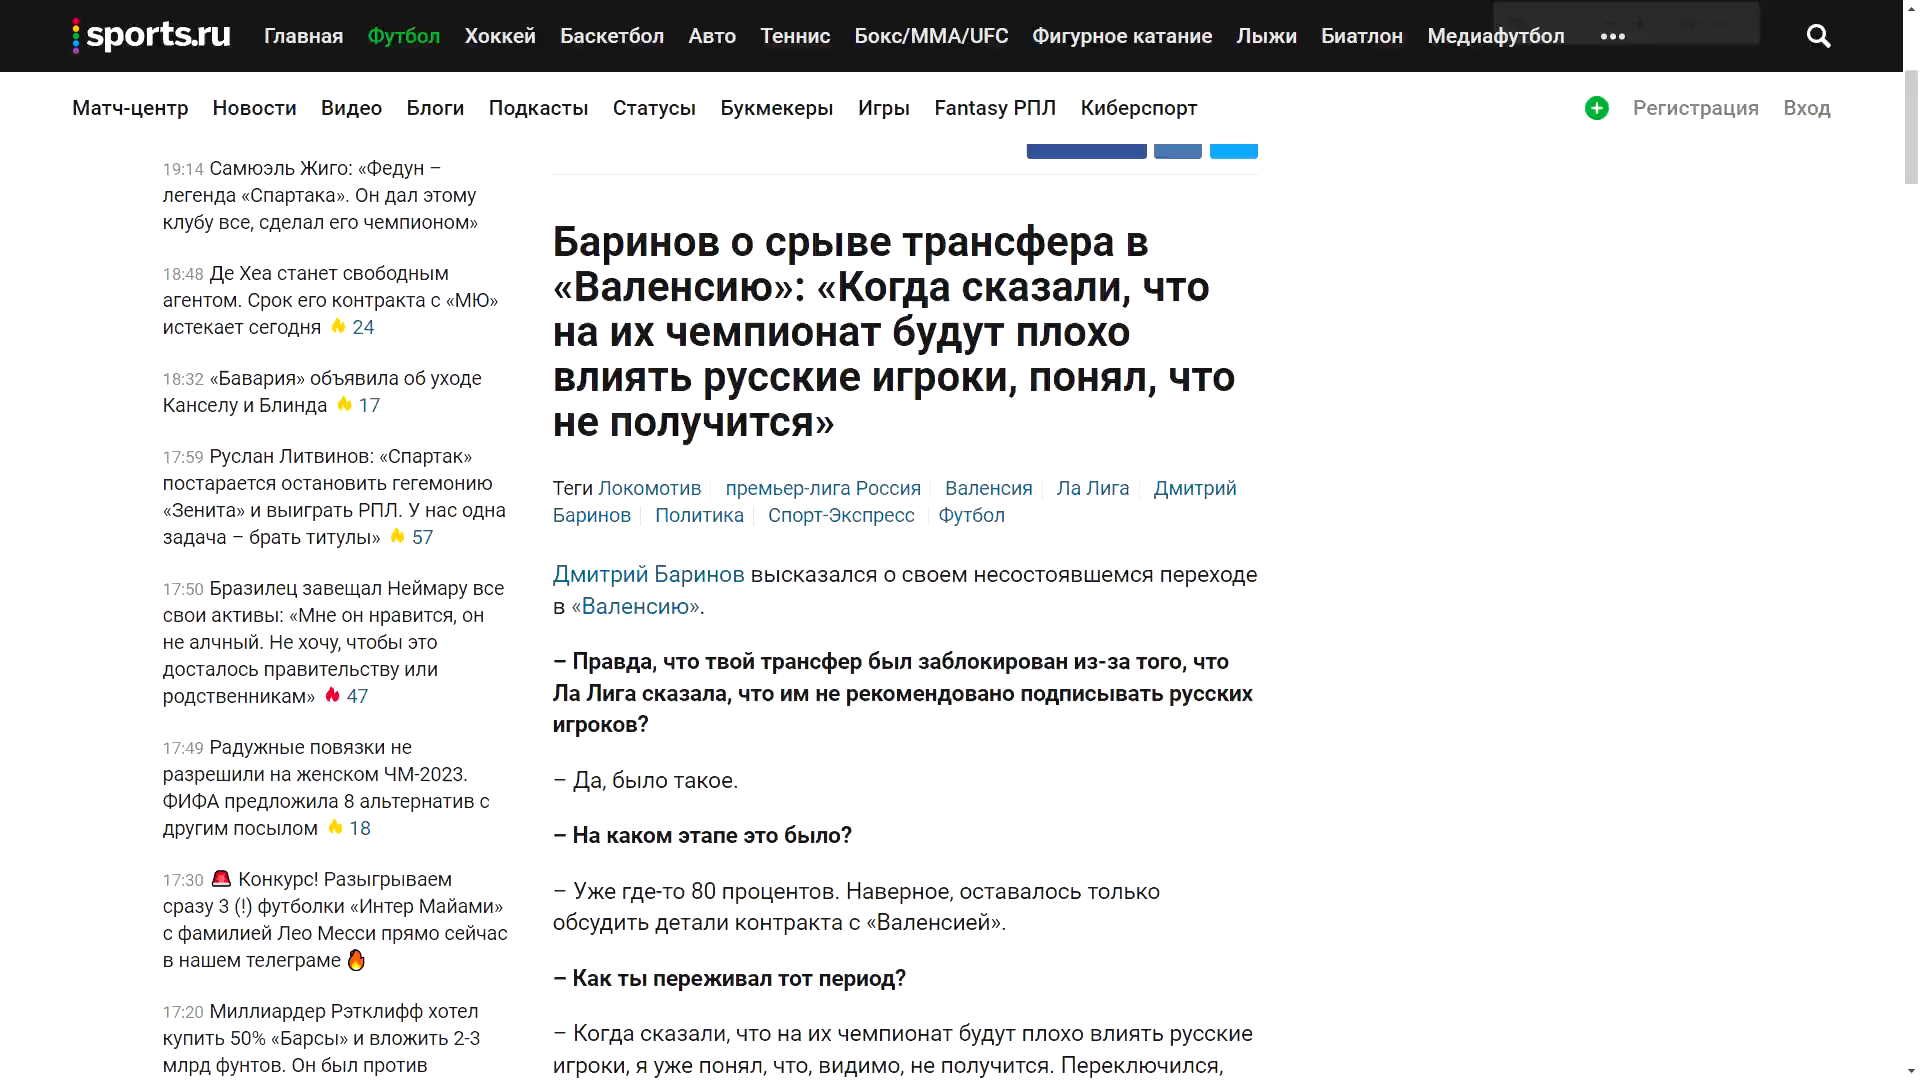 sports.ru Главная Футбол Хоккей Баскетбол Авто Теннис Бокс/MMA/UFC Фигурное катание Лыжи Биатлон Медиафутбол •••
Матч-центр Новости Видео Блоги Подкасты Статусы Букмекеры Игры Fantasy РПЛ Киберспорт Регистрация Вход
19:14 Самюэль Жиго: «Федун –
легенда «Спартака». Он дал этому
клубу все, сделал его чемпионом»
18:48 Де Хеа станет свободным
агентом. Срок его контракта с «МЮ»
истекает сегодня 24
18:32 «Бавария» объявила об уходе
Канселу и Блинда 17
17:59 Руслан Литвинов: «Спартак»
постарается остановить гегемонию
«Зенита» и выиграть РПЛ. У нас одна
задача – брать титулы» 57
17:50 Бразилец завещал Неймару все
свои активы: «Мне он нравится, он
не алчный. Не хочу, чтобы это
досталось правительству или
родственникам» 47
17:49 Радужные повязки не
разрешили на женском ЧМ-2023.
ФИФА предложила 8 альтернатив с
другим посылом 18
17:30 Конкурс! Разыгрываем
сразу 3 (!) футболки «Интер Майами»
с фамилией Лео Месси прямо сейчас
в нашем телеграме
17:20 Миллиардер Рэтклифф хотел
купить 50% «Барсы» и вложить 2-3
млрд фунтов. Он был против
Баринов о срыве трансфера в
«Валенсию»: «Когда сказали, что
на их чемпионат будут плохо
влиять русские игроки, понял, что
не получится»
Теги Локомотив премьер-лига Россия Валенсия Ла Лига Дмитрий
Баринов Политика Спорт-Экспресс Футбол
Дмитрий Баринов высказался о своем несостоявшемся переходе
в «Валенсию».
– Правда, что твой трансфер был заблокирован из-за того, что
Ла Лига сказала, что им не рекомендовано подписывать русских
игроков?
– Да, было такое.
– На каком этапе это было?
– Уже где-то 80 процентов. Наверное, оставалось только
обсудить детали контракта с «Валенсией».
– Как ты переживал тот период?
– Когда сказали, что на их чемпионат будут плохо влиять русские
игроки, я уже понял, что, видимо, не получится. Переключился,